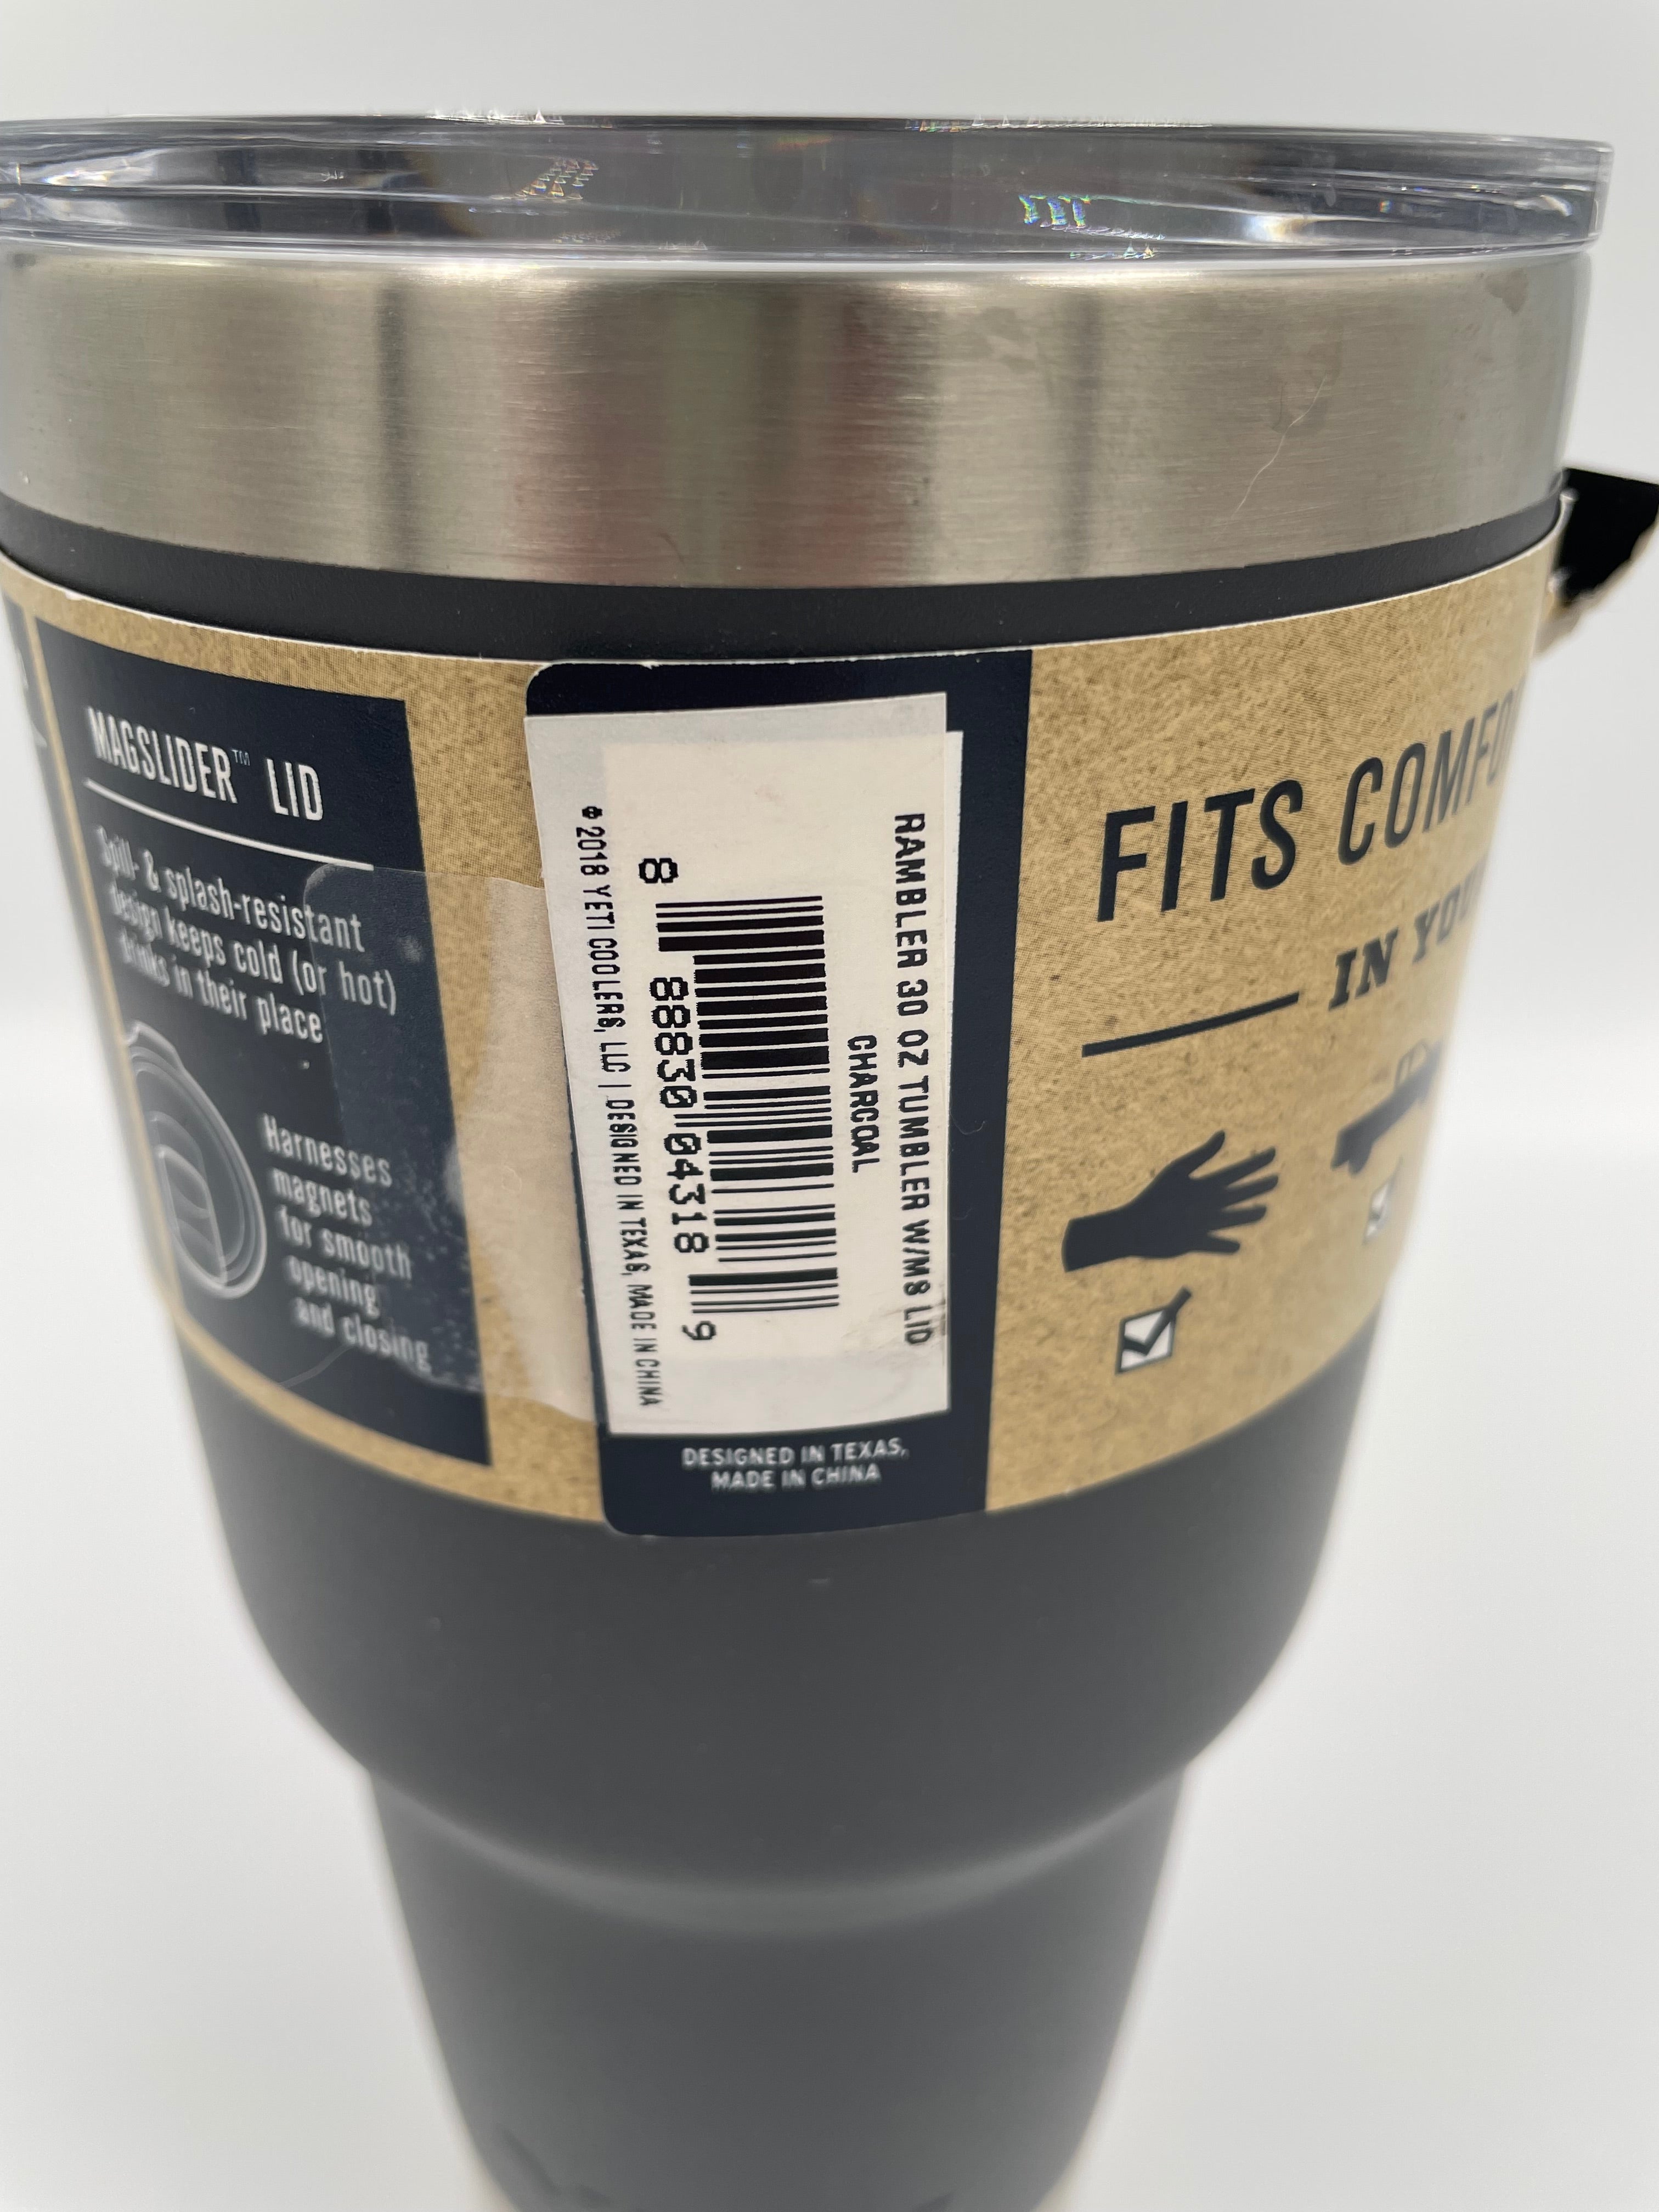 MAGSLIDER™ LID
Spill- & splash-resistant
design keeps cold (or hot)
drinks in their place
Harnesses
magnets
for smooth
opening
and closing
RAMBLER 30 OZ TUMBLER W/MS LID
CHARCOAL
8 88830 04318 9
© 2018 YETI COOLERS, LLC | DESIGNED IN TEXAS, MADE IN CHINA
DESIGNED IN TEXAS,
MADE IN CHINA
FITS
IN